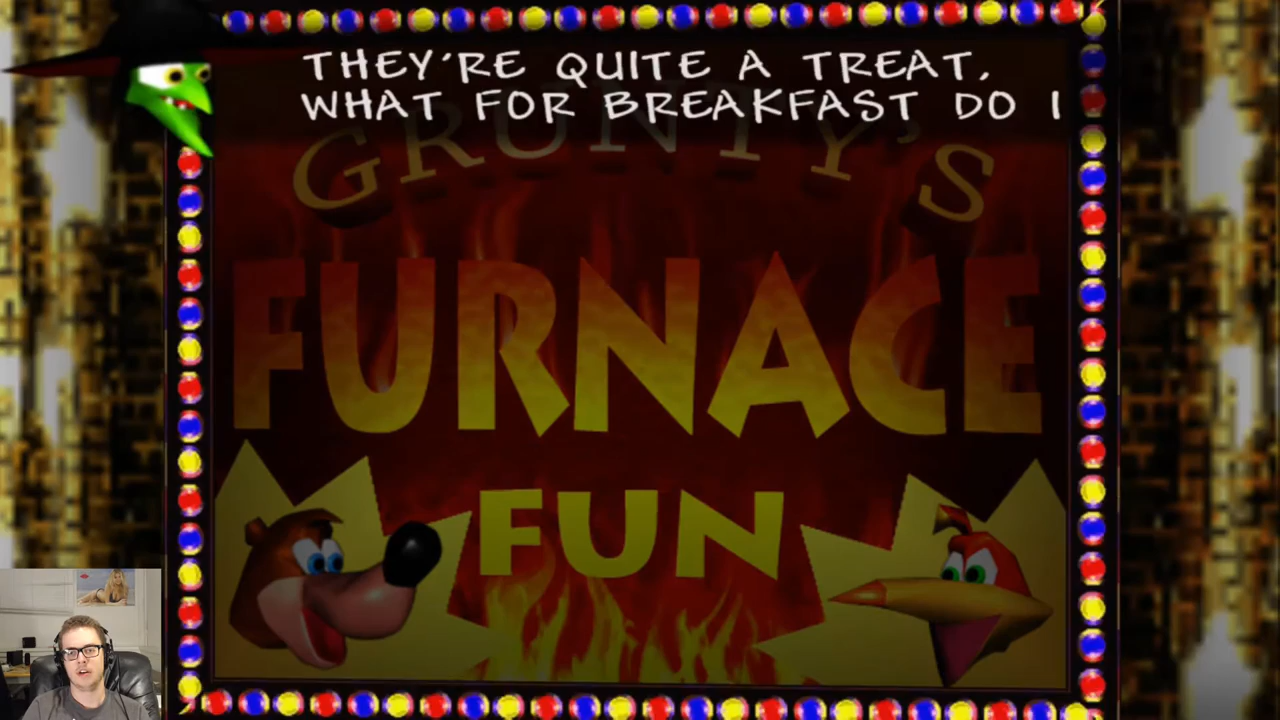 THEY'RE QUITE A TREAT,
WHAT FOR BREAKFAST DO I
GRUNTY'S
FURNACE
FUN